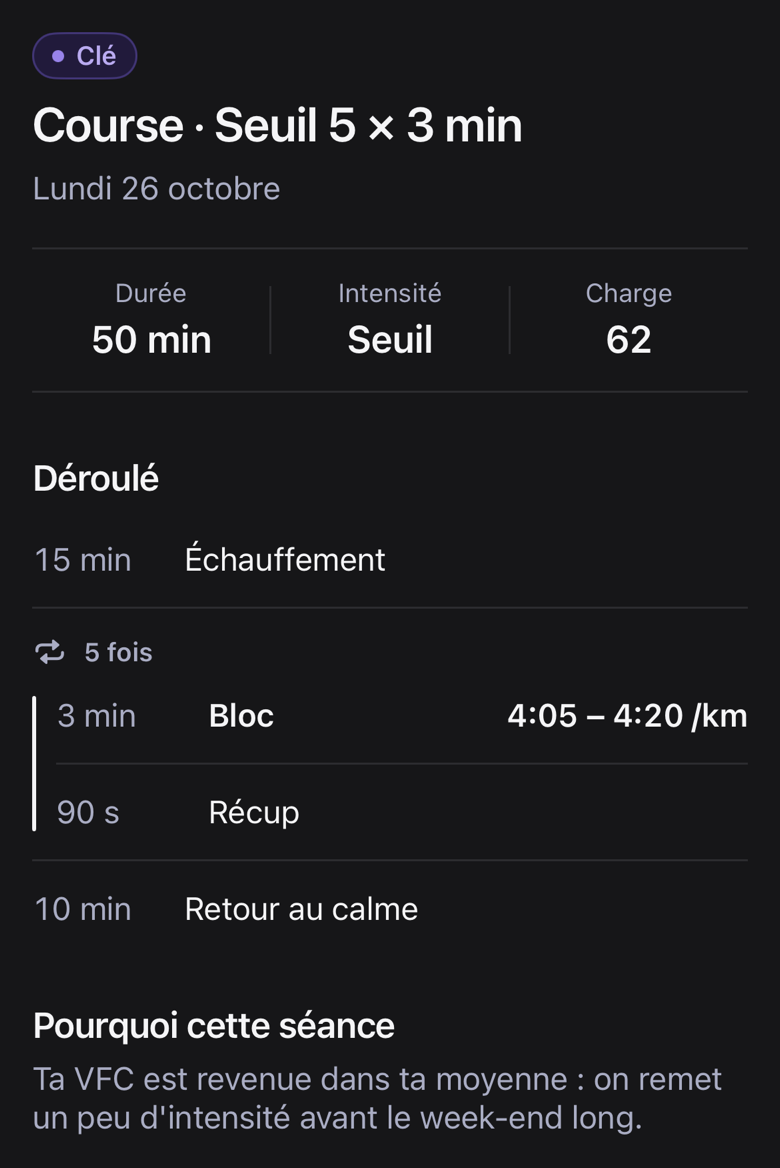 Clé
Course · Seuil 5 × 3 min
Lundi 26 octobre
Durée
50 min
Intensité
Seuil
Charge
62
Déroulé
15 min Échauffement
5 fois
3 min Bloc 4:05 – 4:20 /km
90 s Récup
10 min Retour au calme
Pourquoi cette séance
Ta VFC est revenue dans ta moyenne : on remet
un peu d'intensité avant le week-end long.